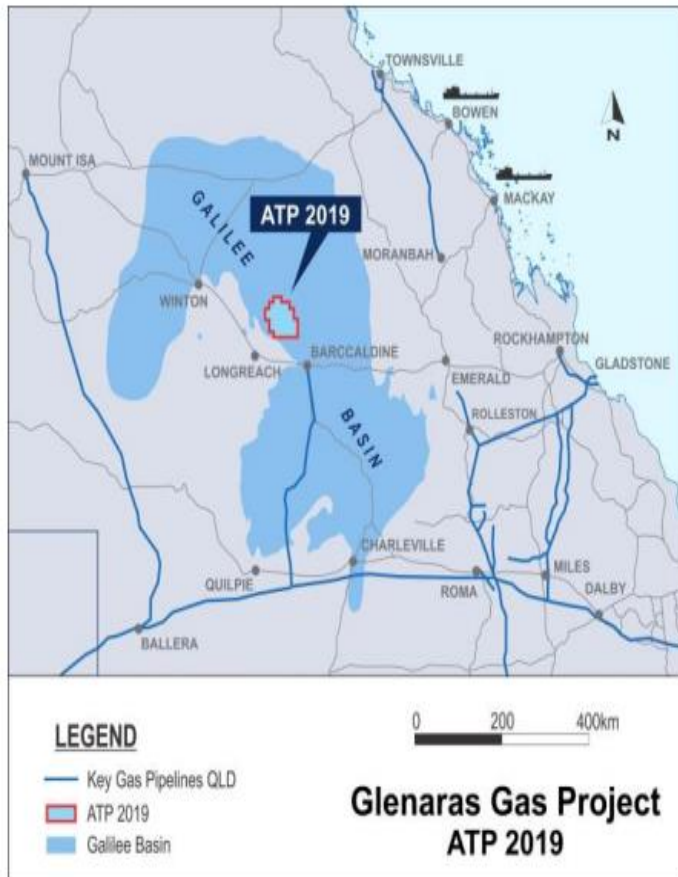 TOWNSVILLE
BOWEN
N
MOUNT ISA
MACKAY
GALILEE
ATP 2019
MORANBAH
WINTON
ROCKHAMPTON
BARCCALDINE
GLADSTONE
LONGREACH
EMERALD
ROLLESTON
BASIN
CHARLEVILLE
QUILPIE
ROMA
MILES
DALBY
BALLERA
LEGEND
0 200 400km
Key Gas Pipelines QLD
ATP 2019
Galilee Basin
Glenaras Gas Project
ATP 2019